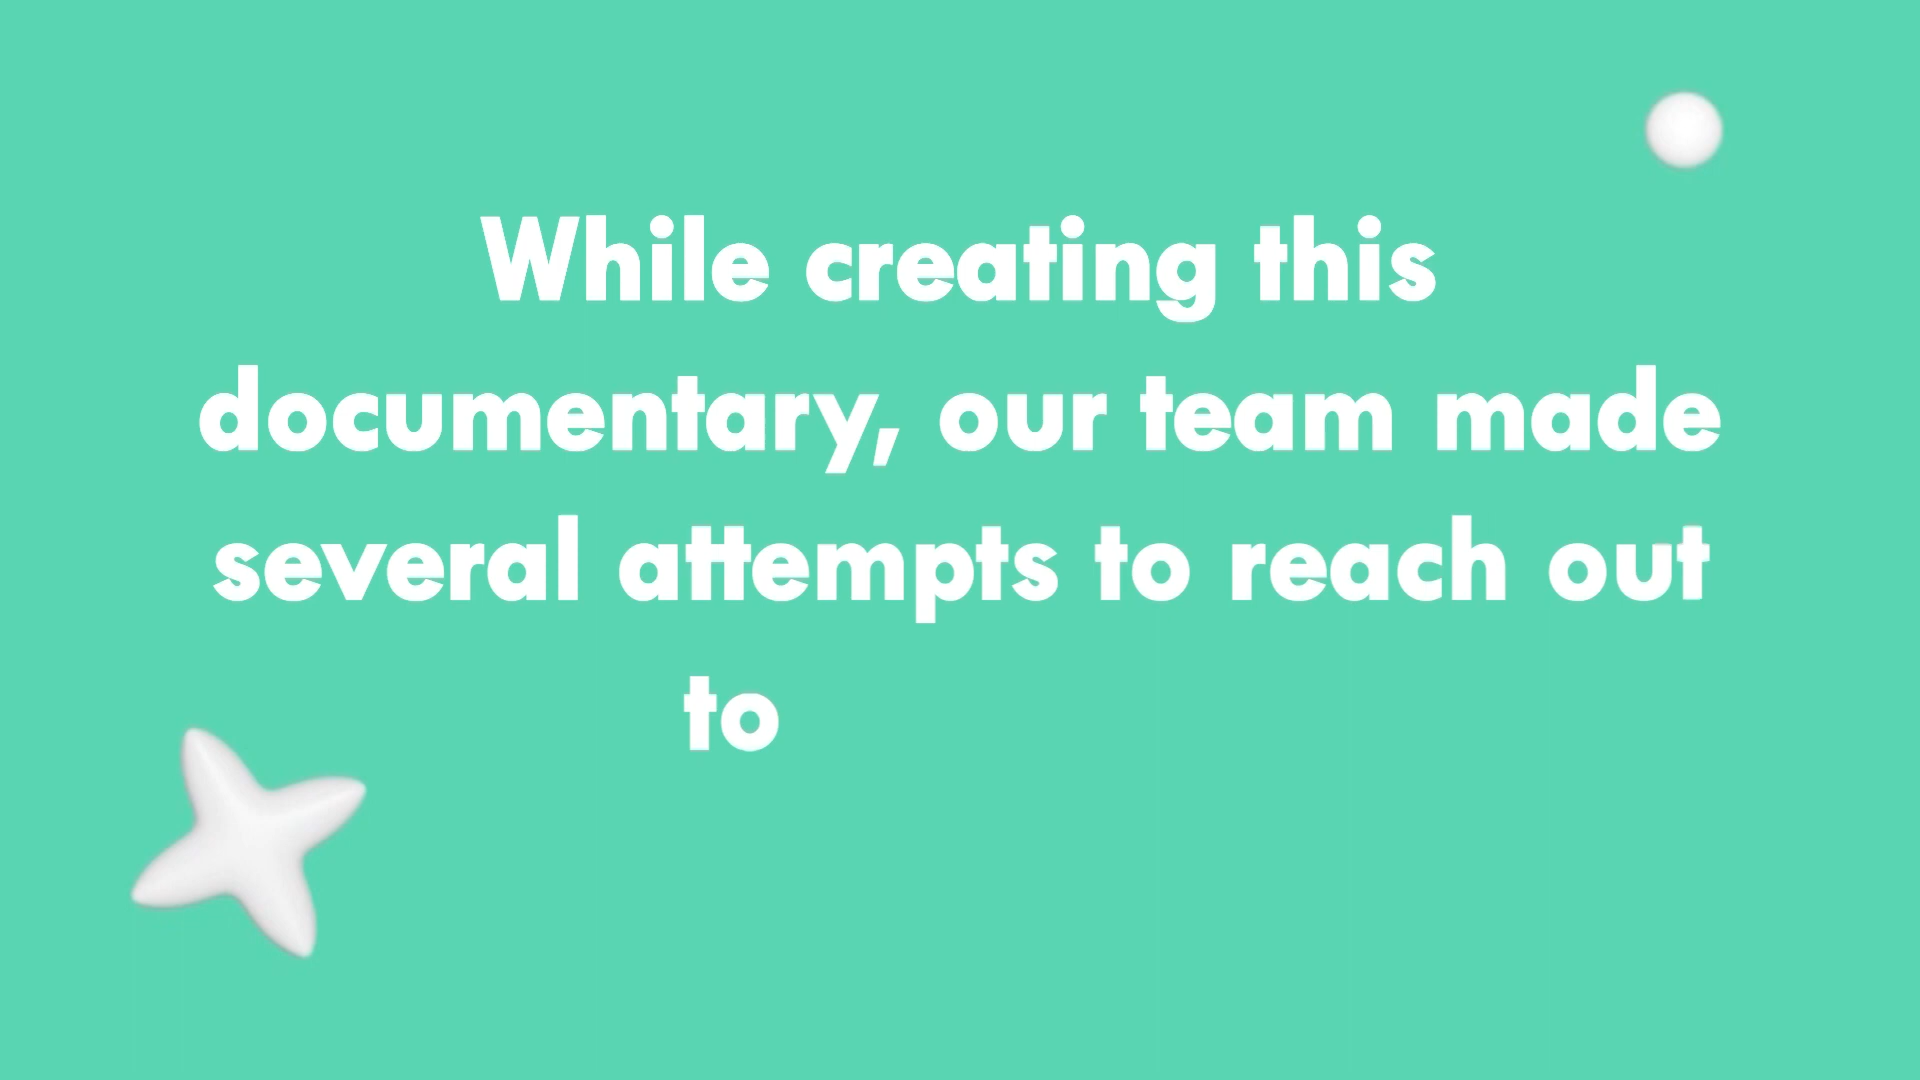 While creating this
documentary, our team made
several attempts to reach out
to